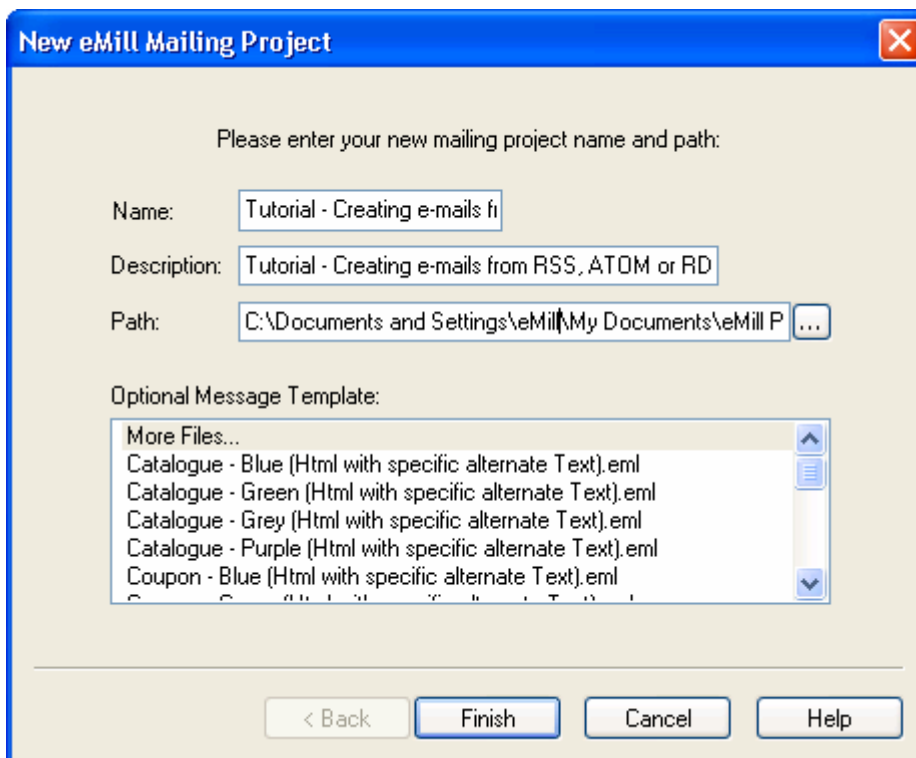 New eMill Mailing Project
Please enter your new mailing project name and path:
Name: Tutorial - Creating e-mails
Description: Tutorial - Creating e-mails from RSS, ATOM or RD
Path: C:\Documents and Settings\eMill\My Documents\eMill P ...
Optional Message Template:
More Files...
Catalogue - Blue (Html with specific alternate Text).eml
Catalogue - Green (Html with specific alternate Text).eml
Catalogue - Grey (Html with specific alternate Text).eml
Catalogue - Purple (Html with specific alternate Text).eml
Coupon - Blue (Html with specific alternate Text).eml
< Back Finish Cancel Help